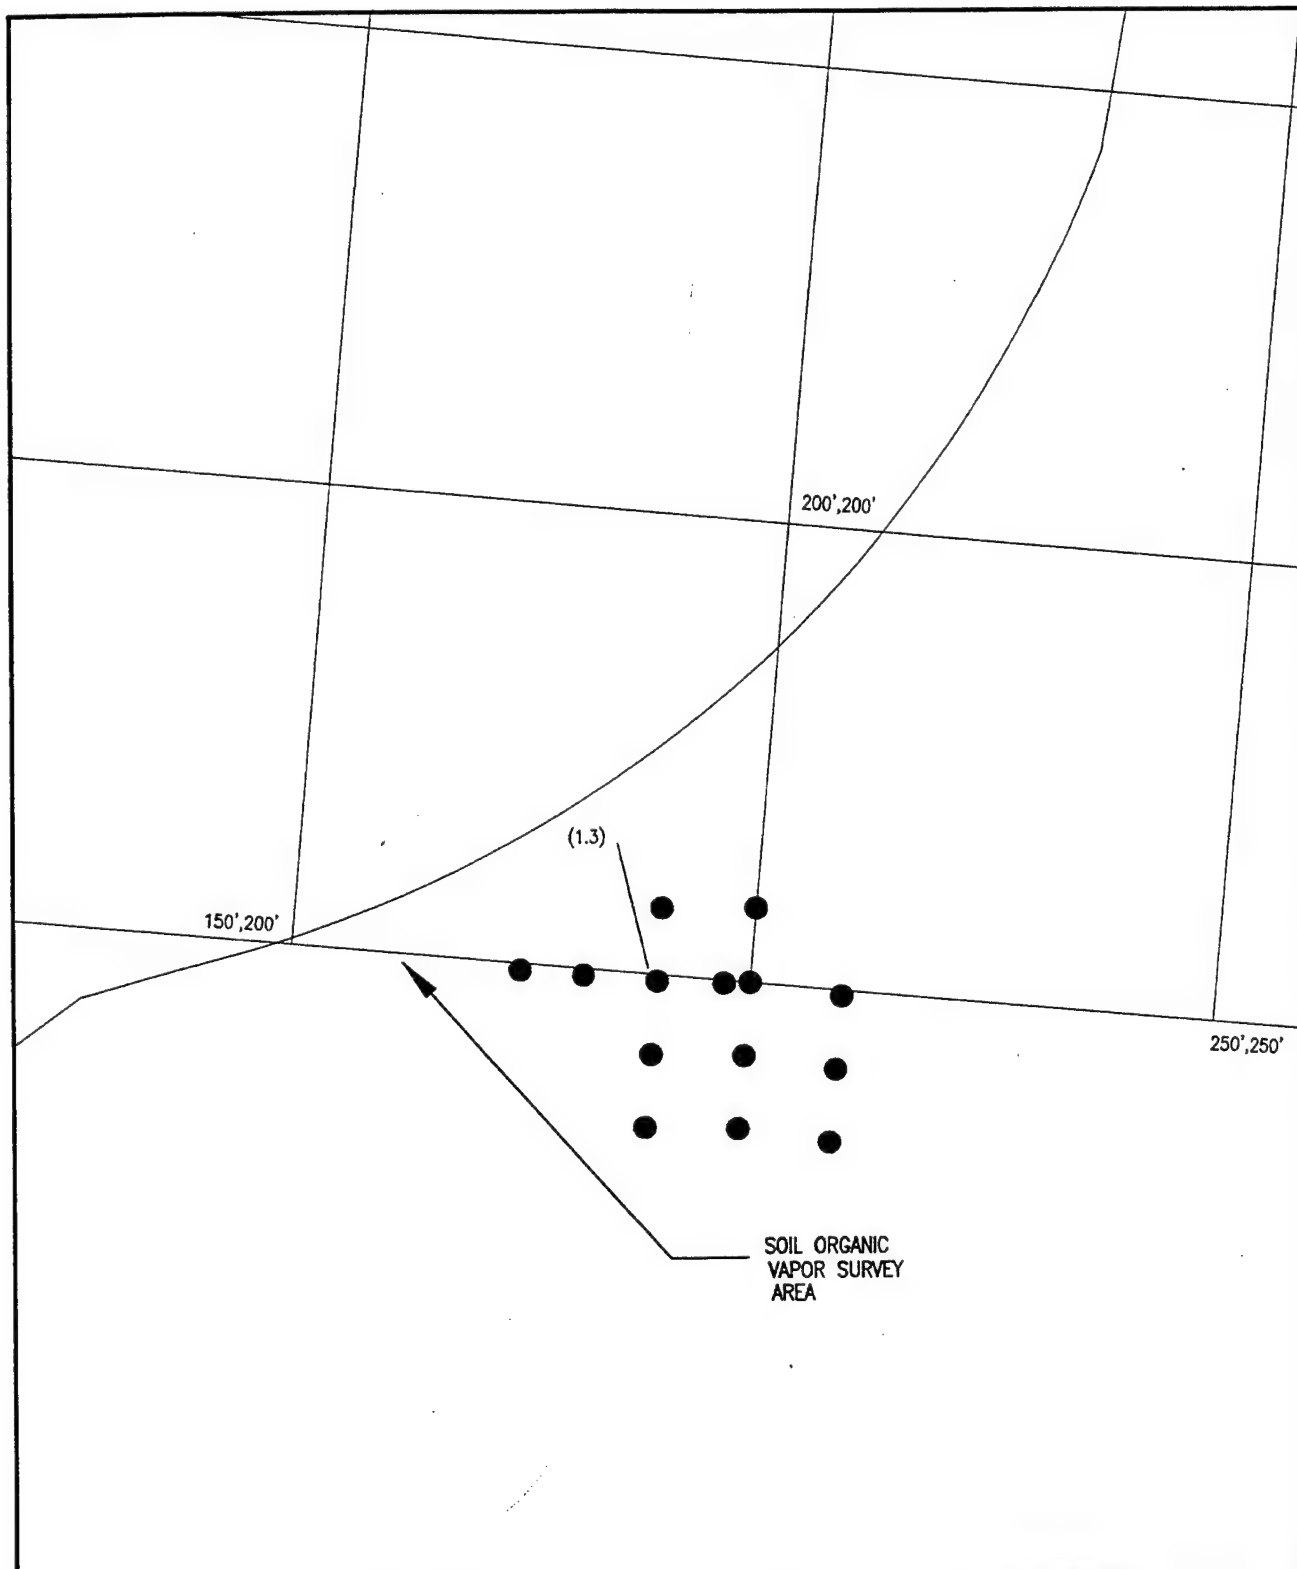 200',200'
(1.3)
150',200'
250',250'
SOIL ORGANIC
VAPOR SURVEY
AREA